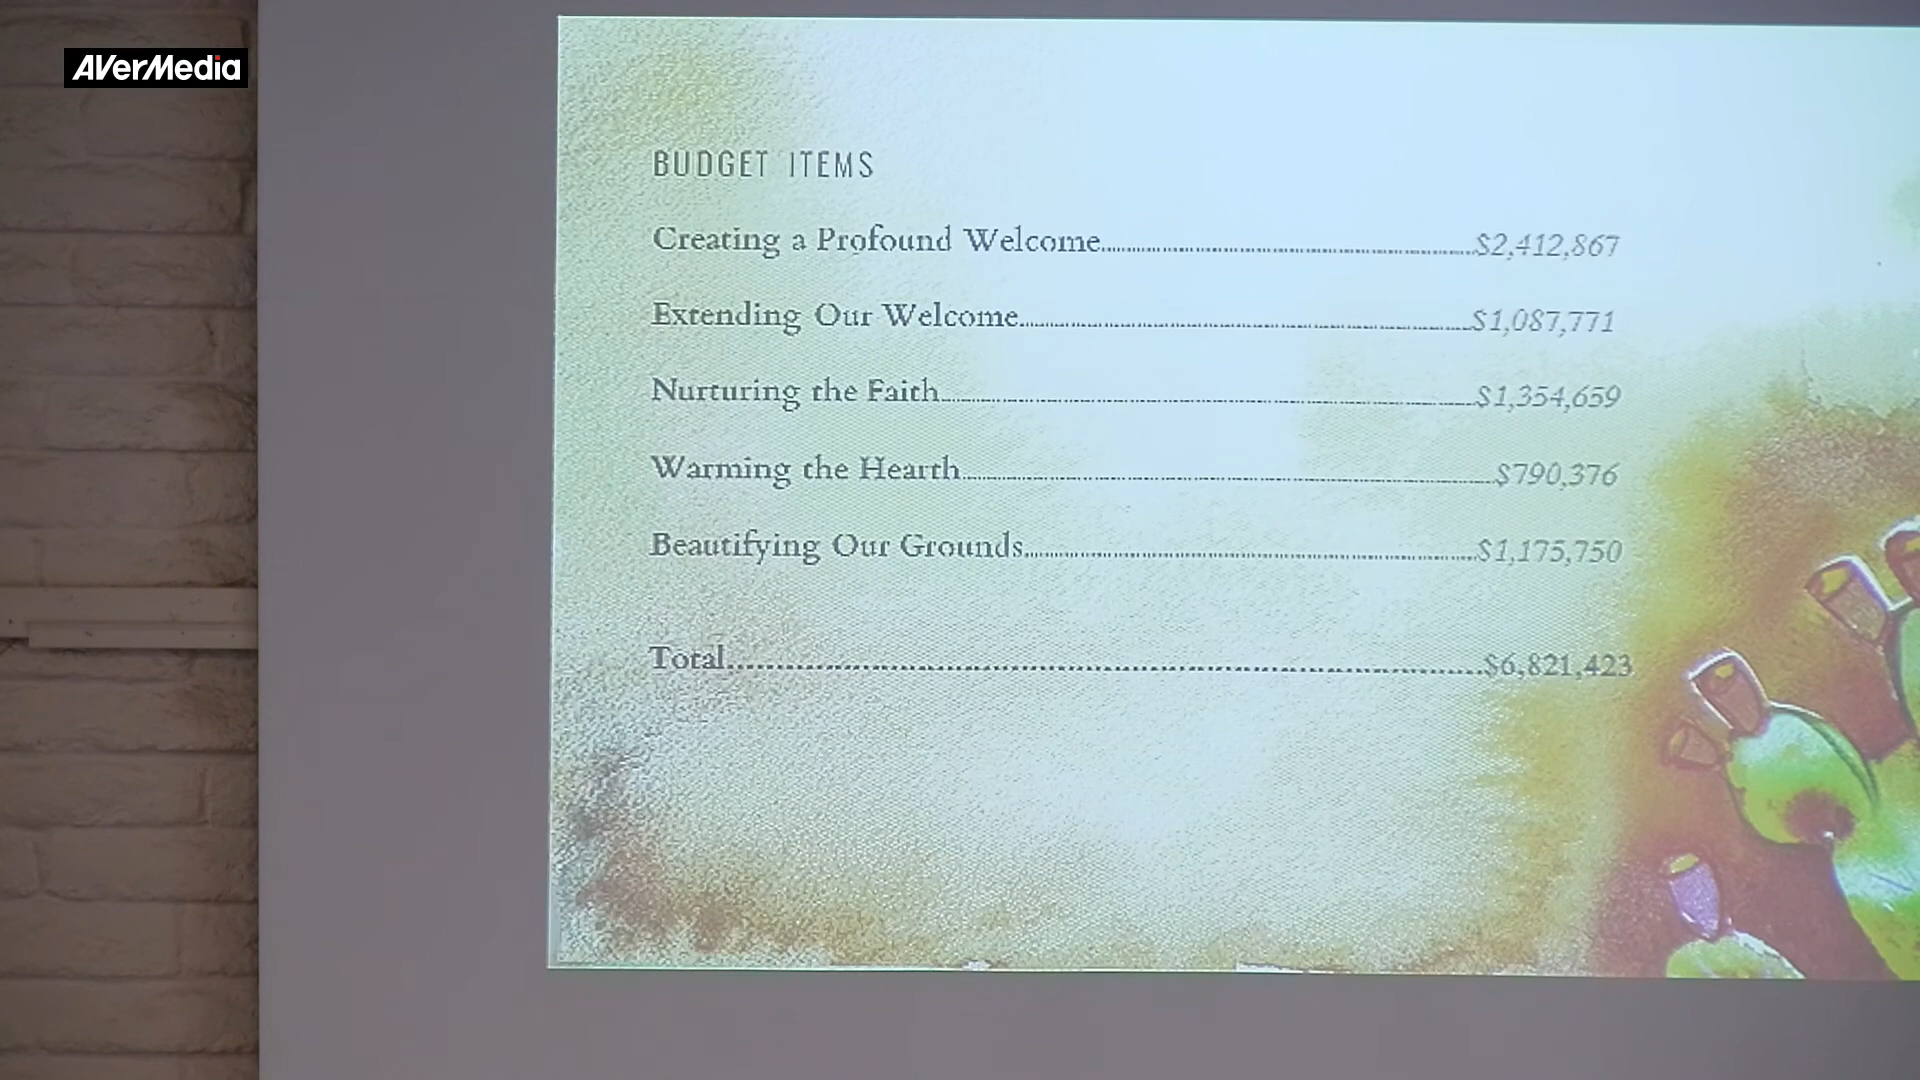 AVerMedia
BUDGET ITEMS
Creating a Profound Welcome....................$2,412,867
Extending Our Welcome....................$1,087,771
Nurturing the Faith....................$1,354,659
Warming the Hearth....................$790,376
Beautifying Our Grounds....................$1,175,750
Total....................$6,821,423